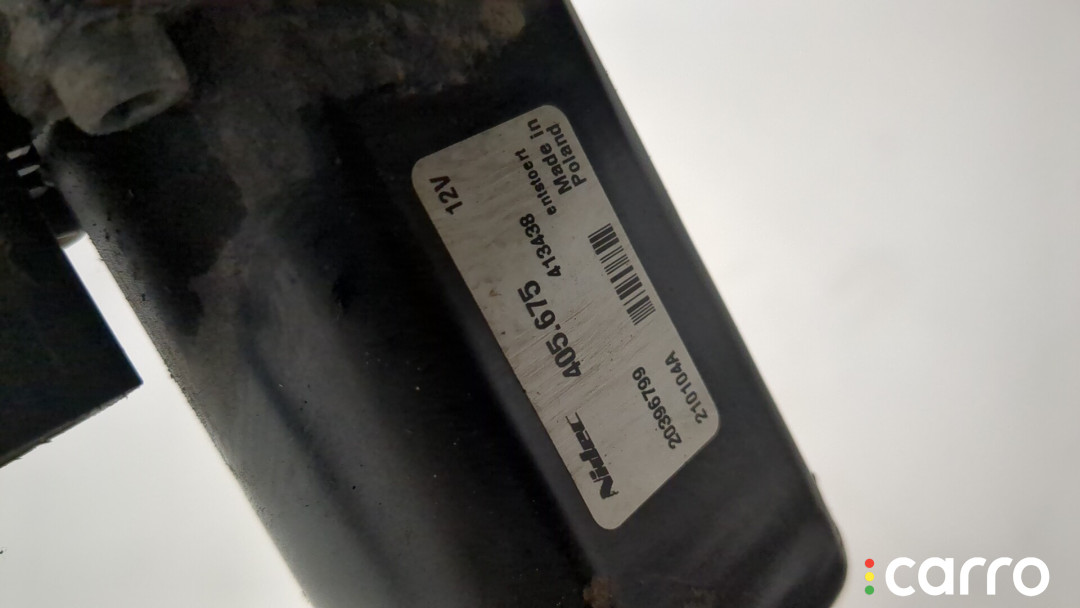 Nidec 405.675 12V
413438 entstoert
Made in
Poland
20396799
210104A
carro